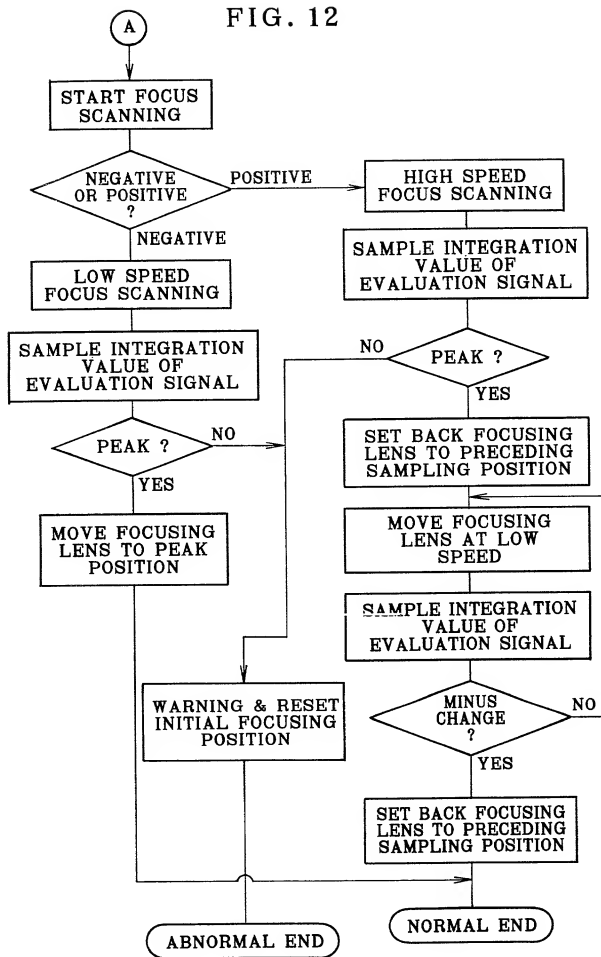 FIG. 12
A
START FOCUS
SCANNING
NEGATIVE
OR POSITIVE
?
POSITIVE
NEGATIVE
LOW SPEED
FOCUS SCANNING
SAMPLE INTEGRATION
VALUE OF
EVALUATION SIGNAL
PEAK ?
NO
YES
MOVE FOCUSING
LENS TO PEAK
POSITION
WARNING & RESET
INITIAL FOCUSING
POSITION
ABNORMAL END
HIGH SPEED
FOCUS SCANNING
SAMPLE INTEGRATION
VALUE OF
EVALUATION SIGNAL
NO
PEAK ?
YES
SET BACK FOCUSING
LENS TO PRECEDING
SAMPLING POSITION
MOVE FOCUSING
LENS AT LOW
SPEED
SAMPLE INTEGRATION
VALUE OF
EVALUATION SIGNAL
MINUS
CHANGE
?
NO
YES
SET BACK FOCUSING
LENS TO PRECEDING
SAMPLING POSITION
NORMAL END